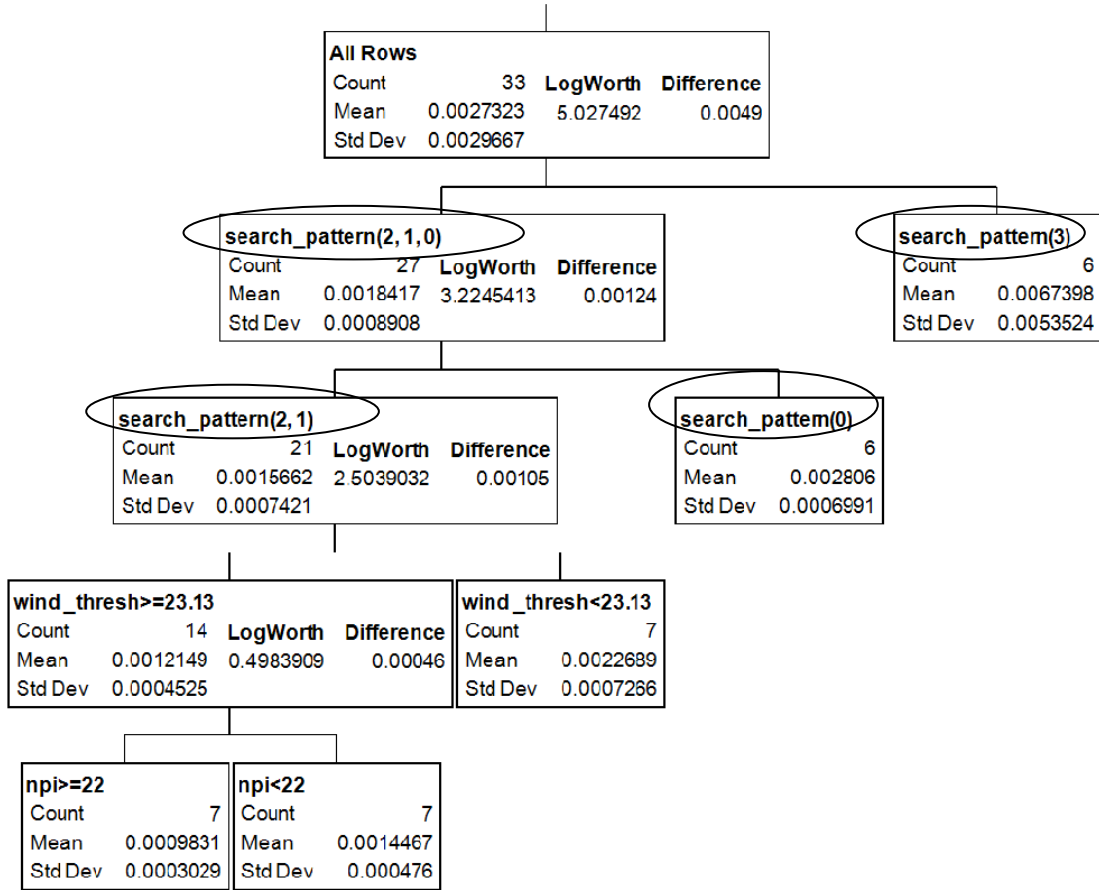 All Rows
Count 33 LogWorth Difference
Mean 0.0027323 5.027492 0.0049
Std Dev 0.0029667
search_pattern(2,1,0)
Count 27 LogWorth Difference
Mean 0.0018417 3.2245413 0.00124
Std Dev 0.0008908
search_pattern(3)
Count 6
Mean 0.0067398
Std Dev 0.0053524
search_pattern(2,1)
Count 21 LogWorth Difference
Mean 0.0015662 2.5039032 0.00105
Std Dev 0.0007421
search_pattern(0)
Count 6
Mean 0.002806
Std Dev 0.0006991
wind_thresh>=23.13
Count 14 LogWorth Difference
Mean 0.0012149 0.4983909 0.00046
Std Dev 0.0004525
wind_thresh<23.13
Count 7
Mean 0.0022689
Std Dev 0.0007266
npi>=22
Count 7
Mean 0.0009831
Std Dev 0.0003029
npi<22
Count 7
Mean 0.0014467
Std Dev 0.000476